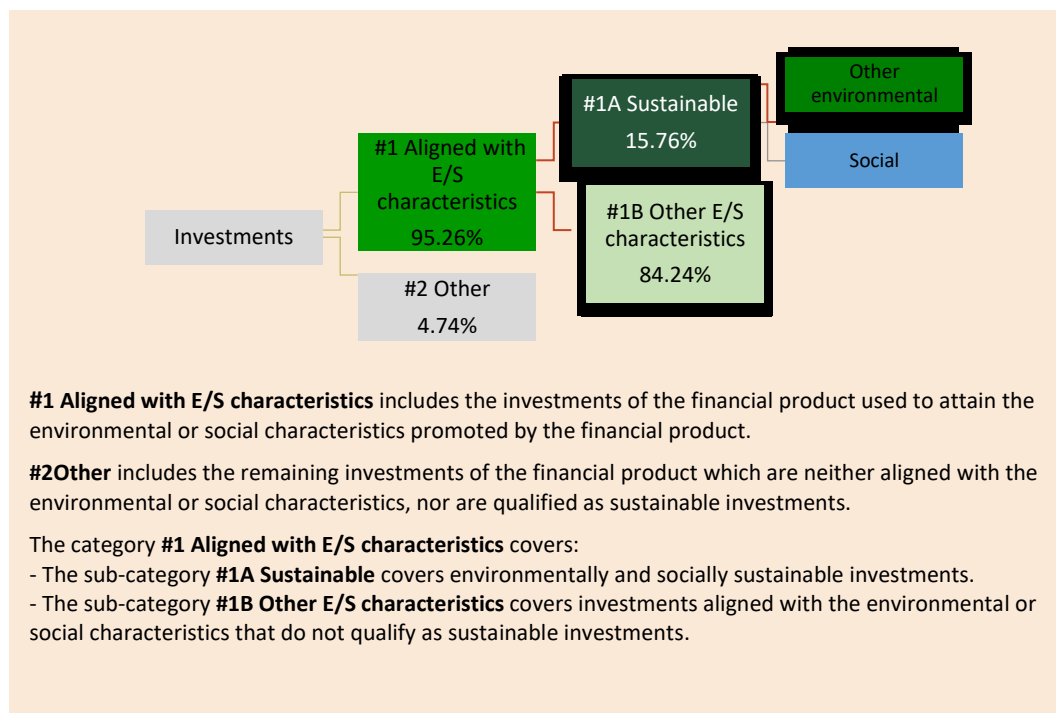 Investments
#1 Aligned with
E/S
characteristics
95.26%
#2 Other
4.74%
#1A Sustainable
15.76%
#1B Other E/S
characteristics
84.24%
Other
environmental
Social
#1 Aligned with E/S characteristics includes the investments of the financial product used to attain the
environmental or social characteristics promoted by the financial product.
#2Other includes the remaining investments of the financial product which are neither aligned with the
environmental or social characteristics, nor are qualified as sustainable investments.
The category #1 Aligned with E/S characteristics covers:
- The sub-category #1A Sustainable covers environmentally and socially sustainable investments.
- The sub-category #1B Other E/S characteristics covers investments aligned with the environmental or
social characteristics that do not qualify as sustainable investments.